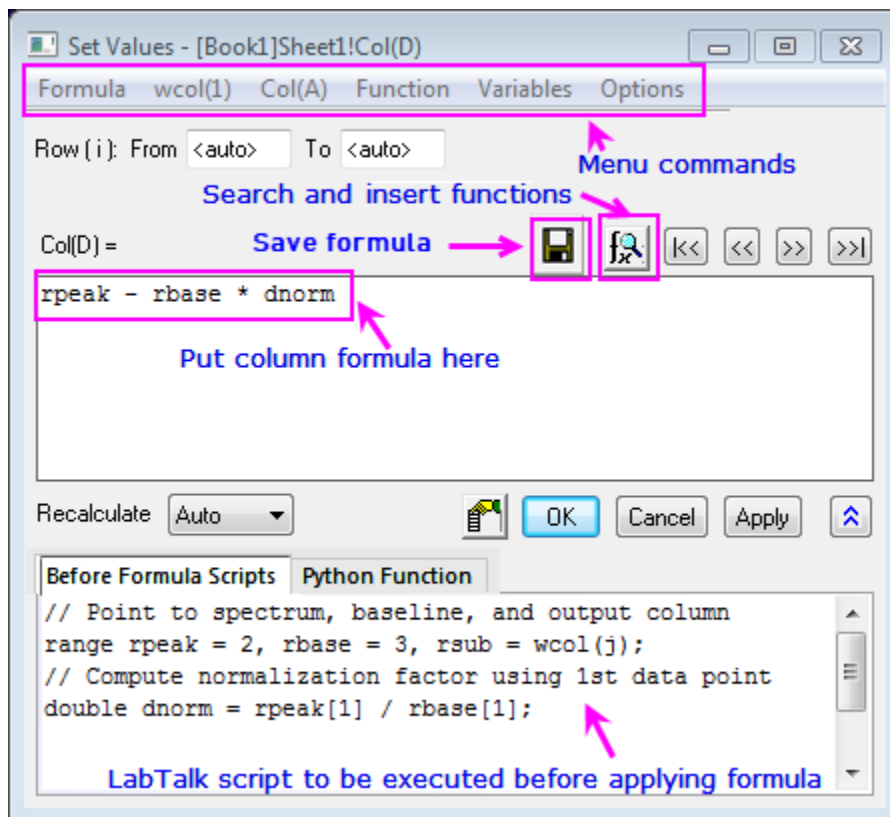 Set Values - [Book1]Sheet1!Col(D)
Formula wcol(1) Col(A) Function Variables Options
Row (i): From <auto> To <auto>
Menu commands
Search and insert functions
Col(D) = Save formula fx |<< << >> >>|
rpeak - rbase * dnorm
Put column formula here
Recalculate Auto OK Cancel Apply
Before Formula Scripts Python Function
// Point to spectrum, baseline, and output column
range rpeak = 2, rbase = 3, rsub = wcol(j);
// Compute normalization factor using 1st data point
double dnorm = rpeak[1] / rbase[1];
LabTalk script to be executed before applying formula